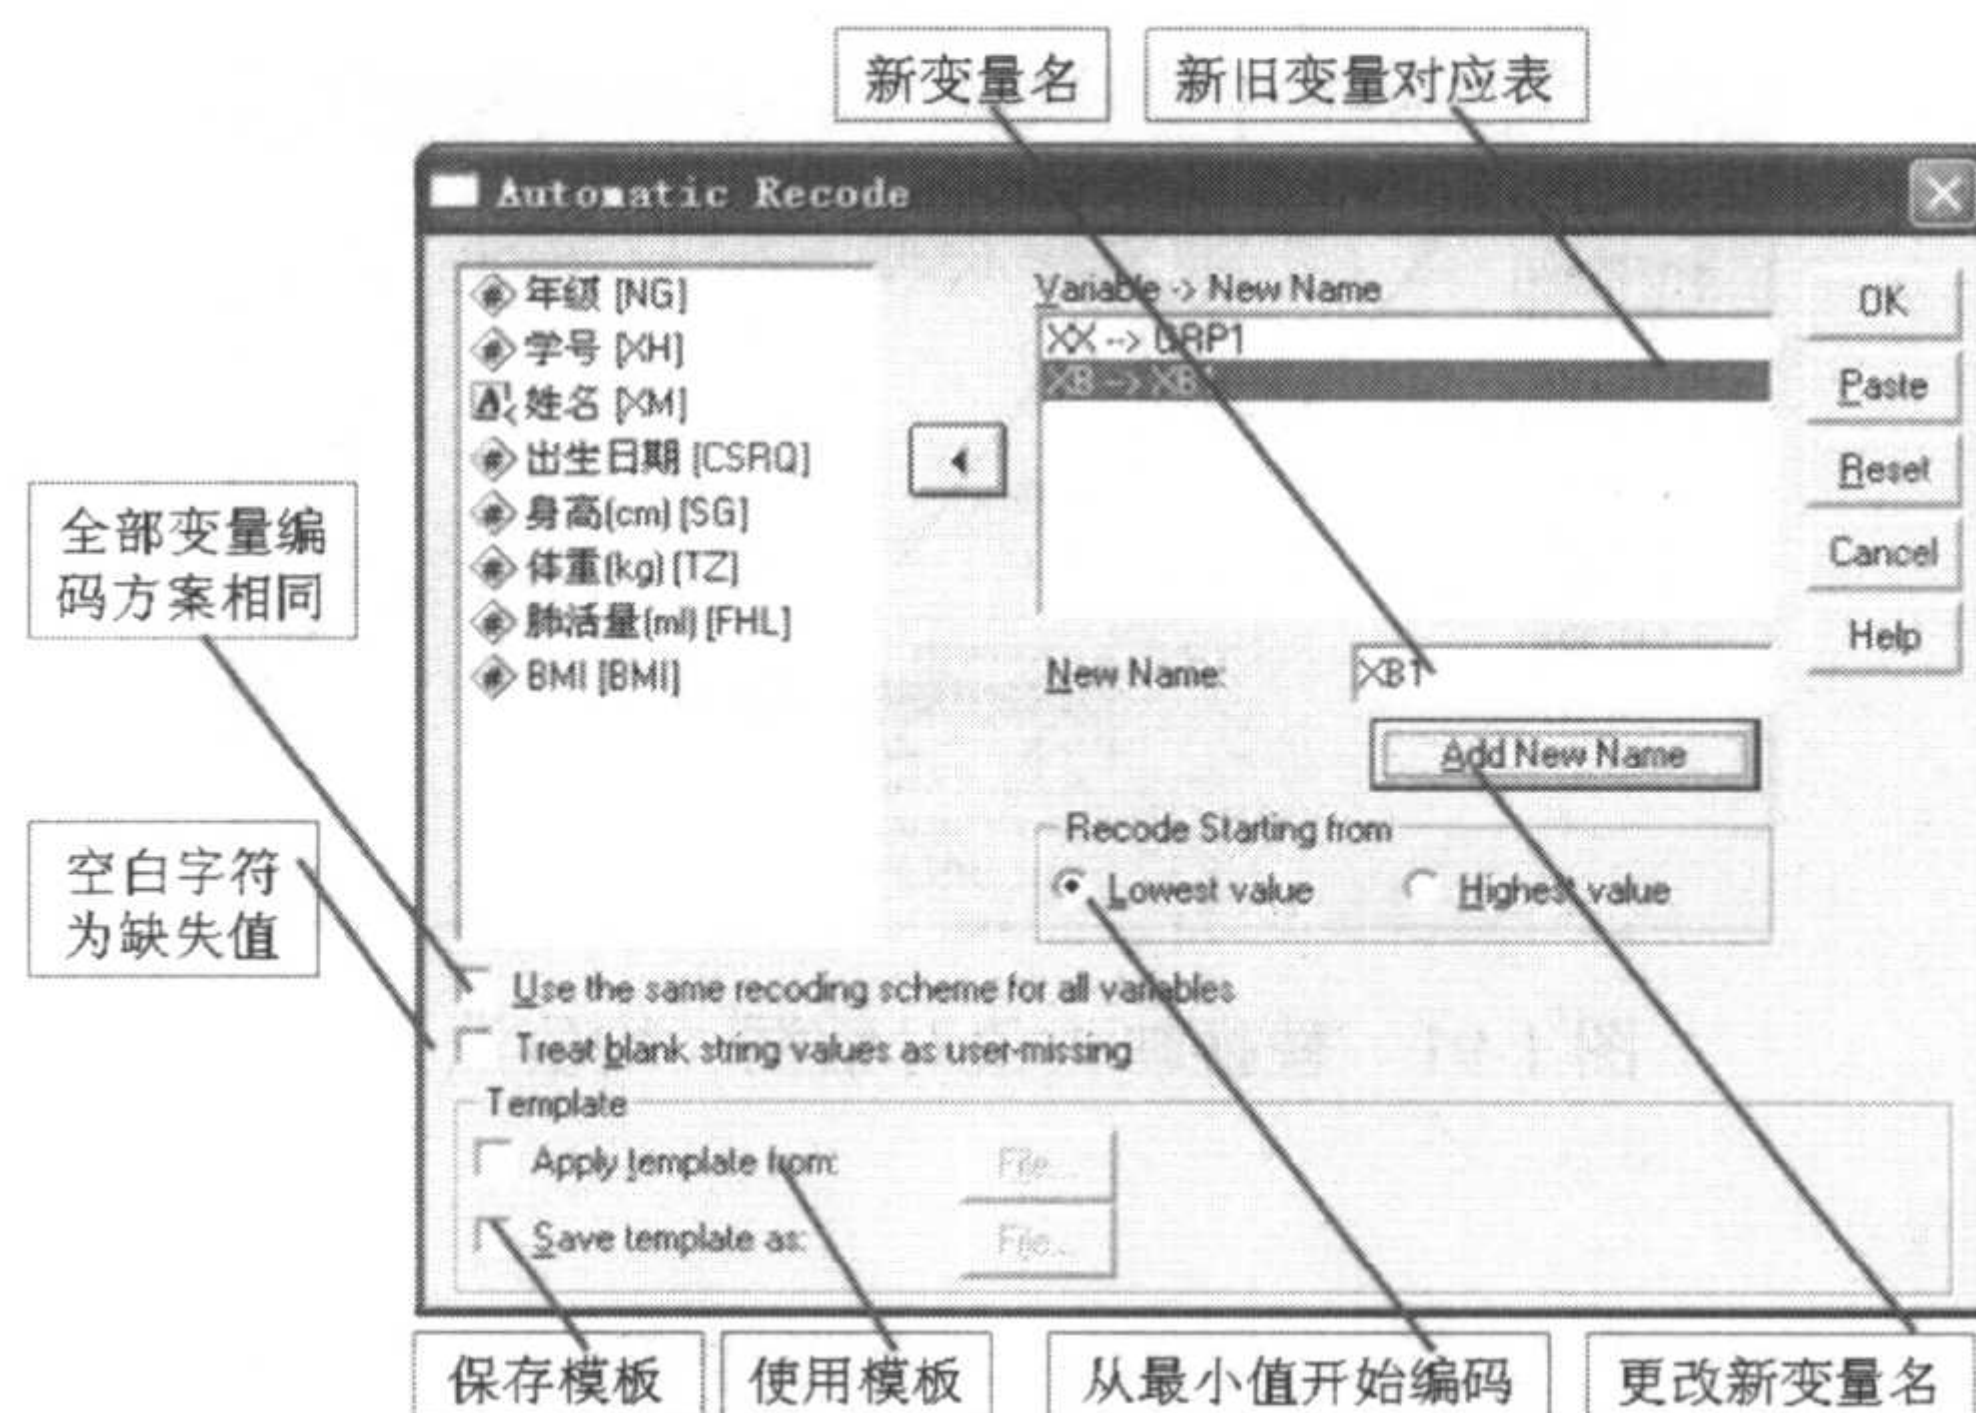 新变量名
新旧变量对应表
Automatic Recode
年级 [NG]
学号 [XH]
姓名 [XM]
出生日期 [CSRQ]
身高(cm) [SG]
体重(kg) [TZ]
肺活量(ml) [FHL]
BMI [BMI]
Variable -> New Name
XX --> GRP1
XB --> XB1
OK
Paste
Reset
Cancel
Help
New Name:
XB1
Add New Name
Recode Starting from
Lowest value
Highest value
全部变量编
码方案相同
空白字符
为缺失值
Use the same recoding scheme for all variables
Treat blank string values as user-missing
Template
Apply template from:
File...
Save template as:
File...
保存模板
使用模板
从最小值开始编码
更改新变量名